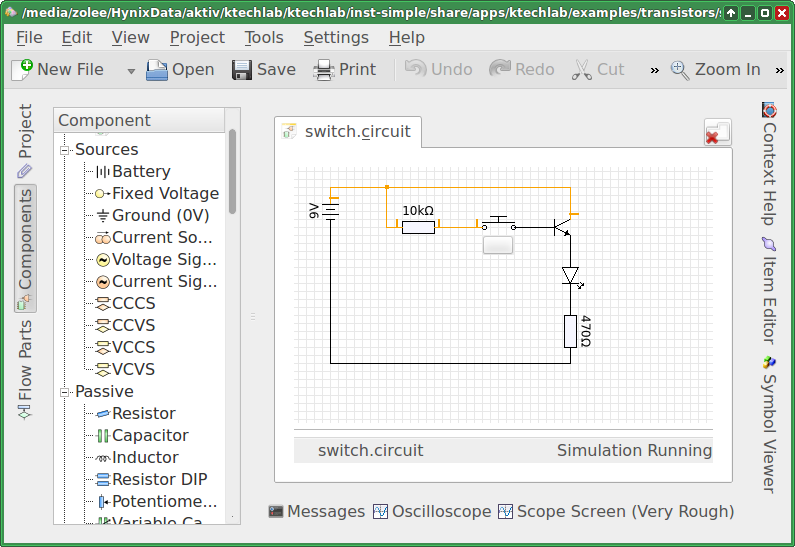 /media/zolee/HynixData/aktiv/ktechlab/ktechlab/inst-simple/share/apps/ktechlab/examples/transistors/
File Edit View Project Tools Settings Help
New File Open Save Print Undo Redo Cut » Zoom In »
Project
Components
Flow Parts
Component
Sources
Battery
Fixed Voltage
Ground (0V)
Current So...
Voltage Sig...
Current Sig...
CCCS
CCVS
VCCS
VCVS
Passive
Resistor
Capacitor
Inductor
Resistor DIP
Potentiome...
Variable Ca
switch.circuit
9V
10kΩ
470Ω
switch.circuit Simulation Running
Messages Oscilloscope Scope Screen (Very Rough)
Context Help
Item Editor
Symbol Viewer